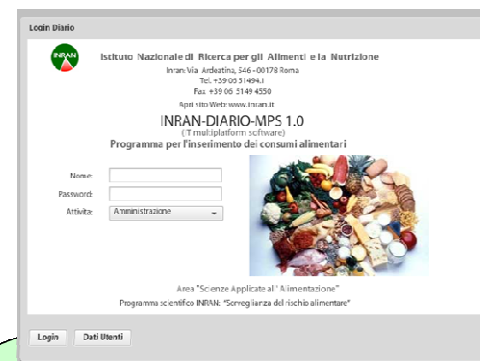 Login Diario
INRAN
Istituto Nazionale di Ricerca per gli Alimenti e la Nutrizione
Inran: Via Ardeatina, 546 - 00178 Roma
Tel. +39 06 51494.1
Fax +39 06 5149 4550
Apri sito Web: www.inran.it
INRAN-DIARIO-MPS 1.0
(IT multiplatform software)
Programma per l'inserimento dei consumi alimentari
Nome:
Password:
Attivita:
Amministrazione
Area "Scienze Applicate all'Alimentazione"
Programma scientifico INRAN: "Sorveglianza del rischio alimentare"
Login
Dati Utenti